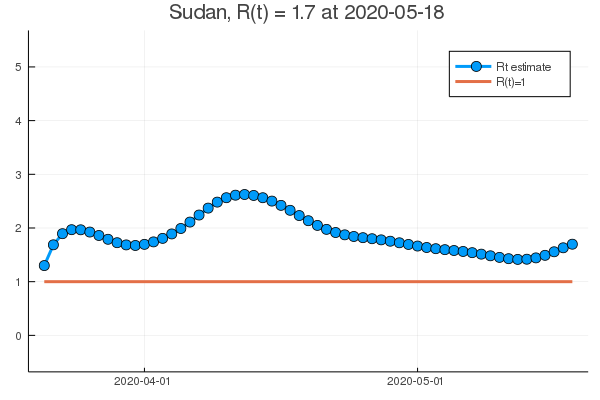 Sudan, R(t) = 1.7 at 2020-05-18
5
4
3
2
1
0
Rt estimate
R(t)=1
2020-04-01
2020-05-01